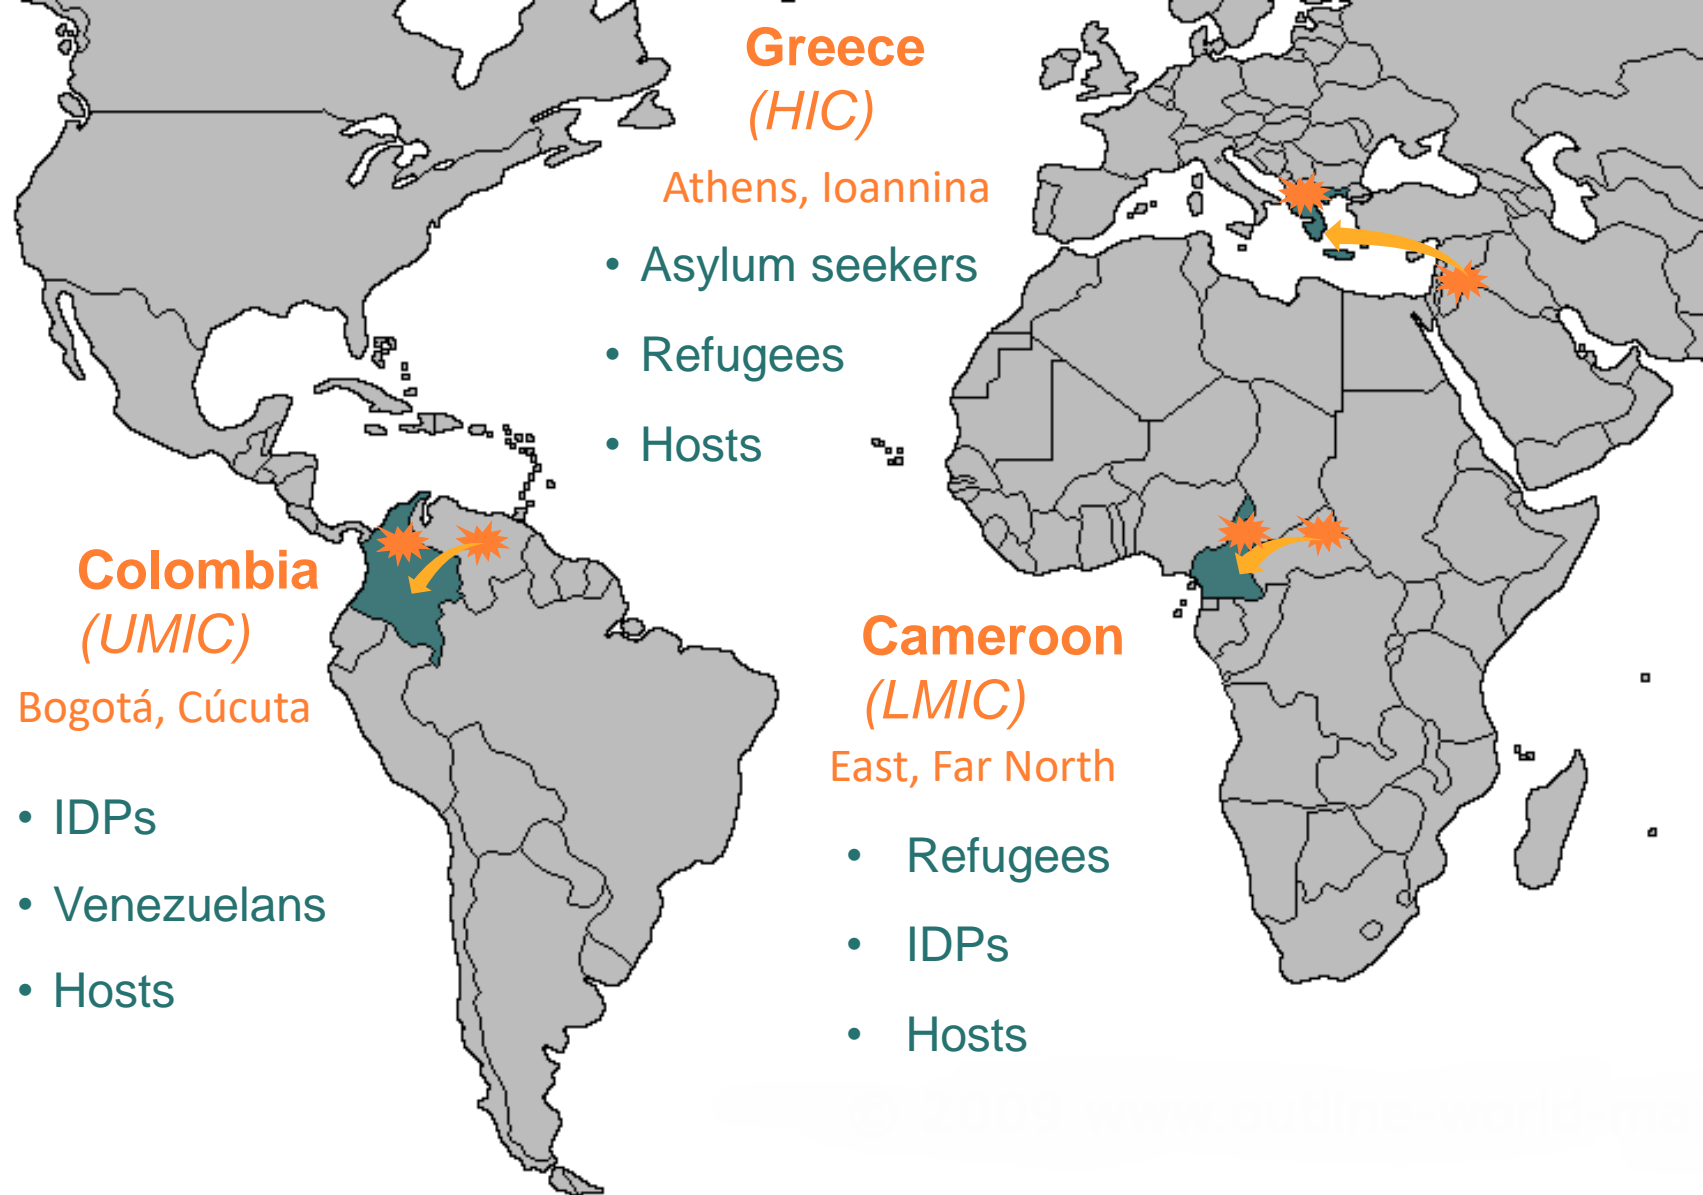 Greece
(HIC)
Athens, Ioannina
• Asylum seekers
• Refugees
• Hosts
Colombia
(UMIC)
Bogotá, Cúcuta
• IDPs
• Venezuelans
• Hosts
Cameroon
(LMIC)
East, Far North
• Refugees
• IDPs
• Hosts